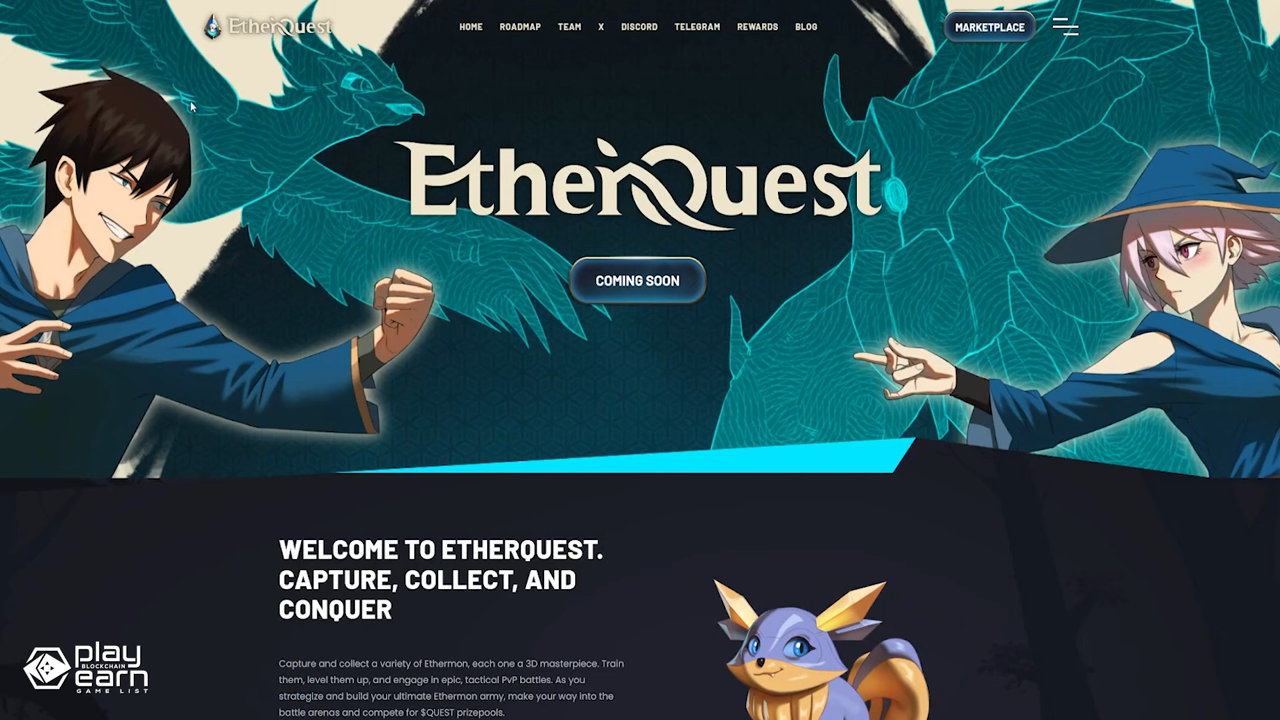 EtherQuest
HOME ROADMAP TEAM X DISCORD TELEGRAM REWARDS BLOG
MARKETPLACE
EtherQuest
COMING SOON
WELCOME TO ETHERQUEST.
CAPTURE, COLLECT, AND
CONQUER
Capture and collect a variety of Ethermon, each one a 3D masterpiece. Train
them, level them up, and engage in epic, tactical PvP battles. As you
strategize and build your ultimate Ethermon army, make your way into the
battle arenas and compete for $QUEST prizepools.
play
BLOCKCHAIN
earn
GAME LIST